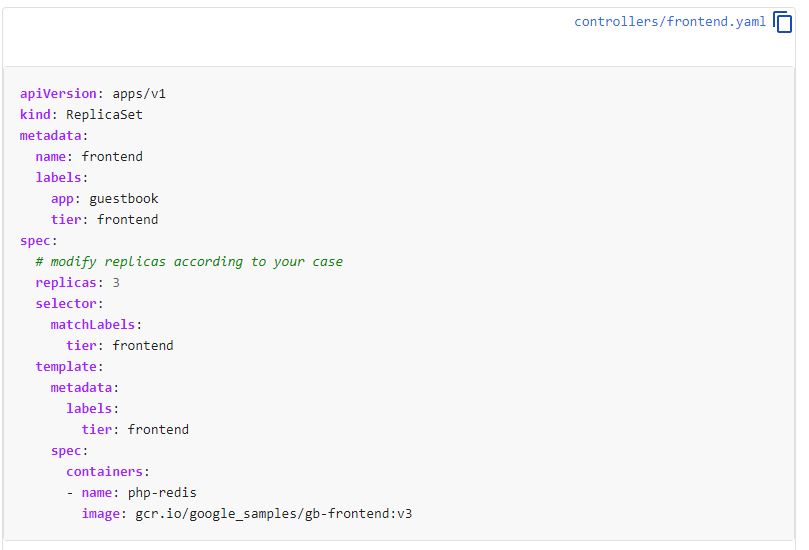 controllers/frontend.yaml
apiVersion: apps/v1
kind: ReplicaSet
metadata:
  name: frontend
  labels:
    app: guestbook
    tier: frontend
spec:
  # modify replicas according to your case
  replicas: 3
  selector:
    matchLabels:
      tier: frontend
  template:
    metadata:
      labels:
        tier: frontend
    spec:
      containers:
      - name: php-redis
        image: gcr.io/google_samples/gb-frontend:v3